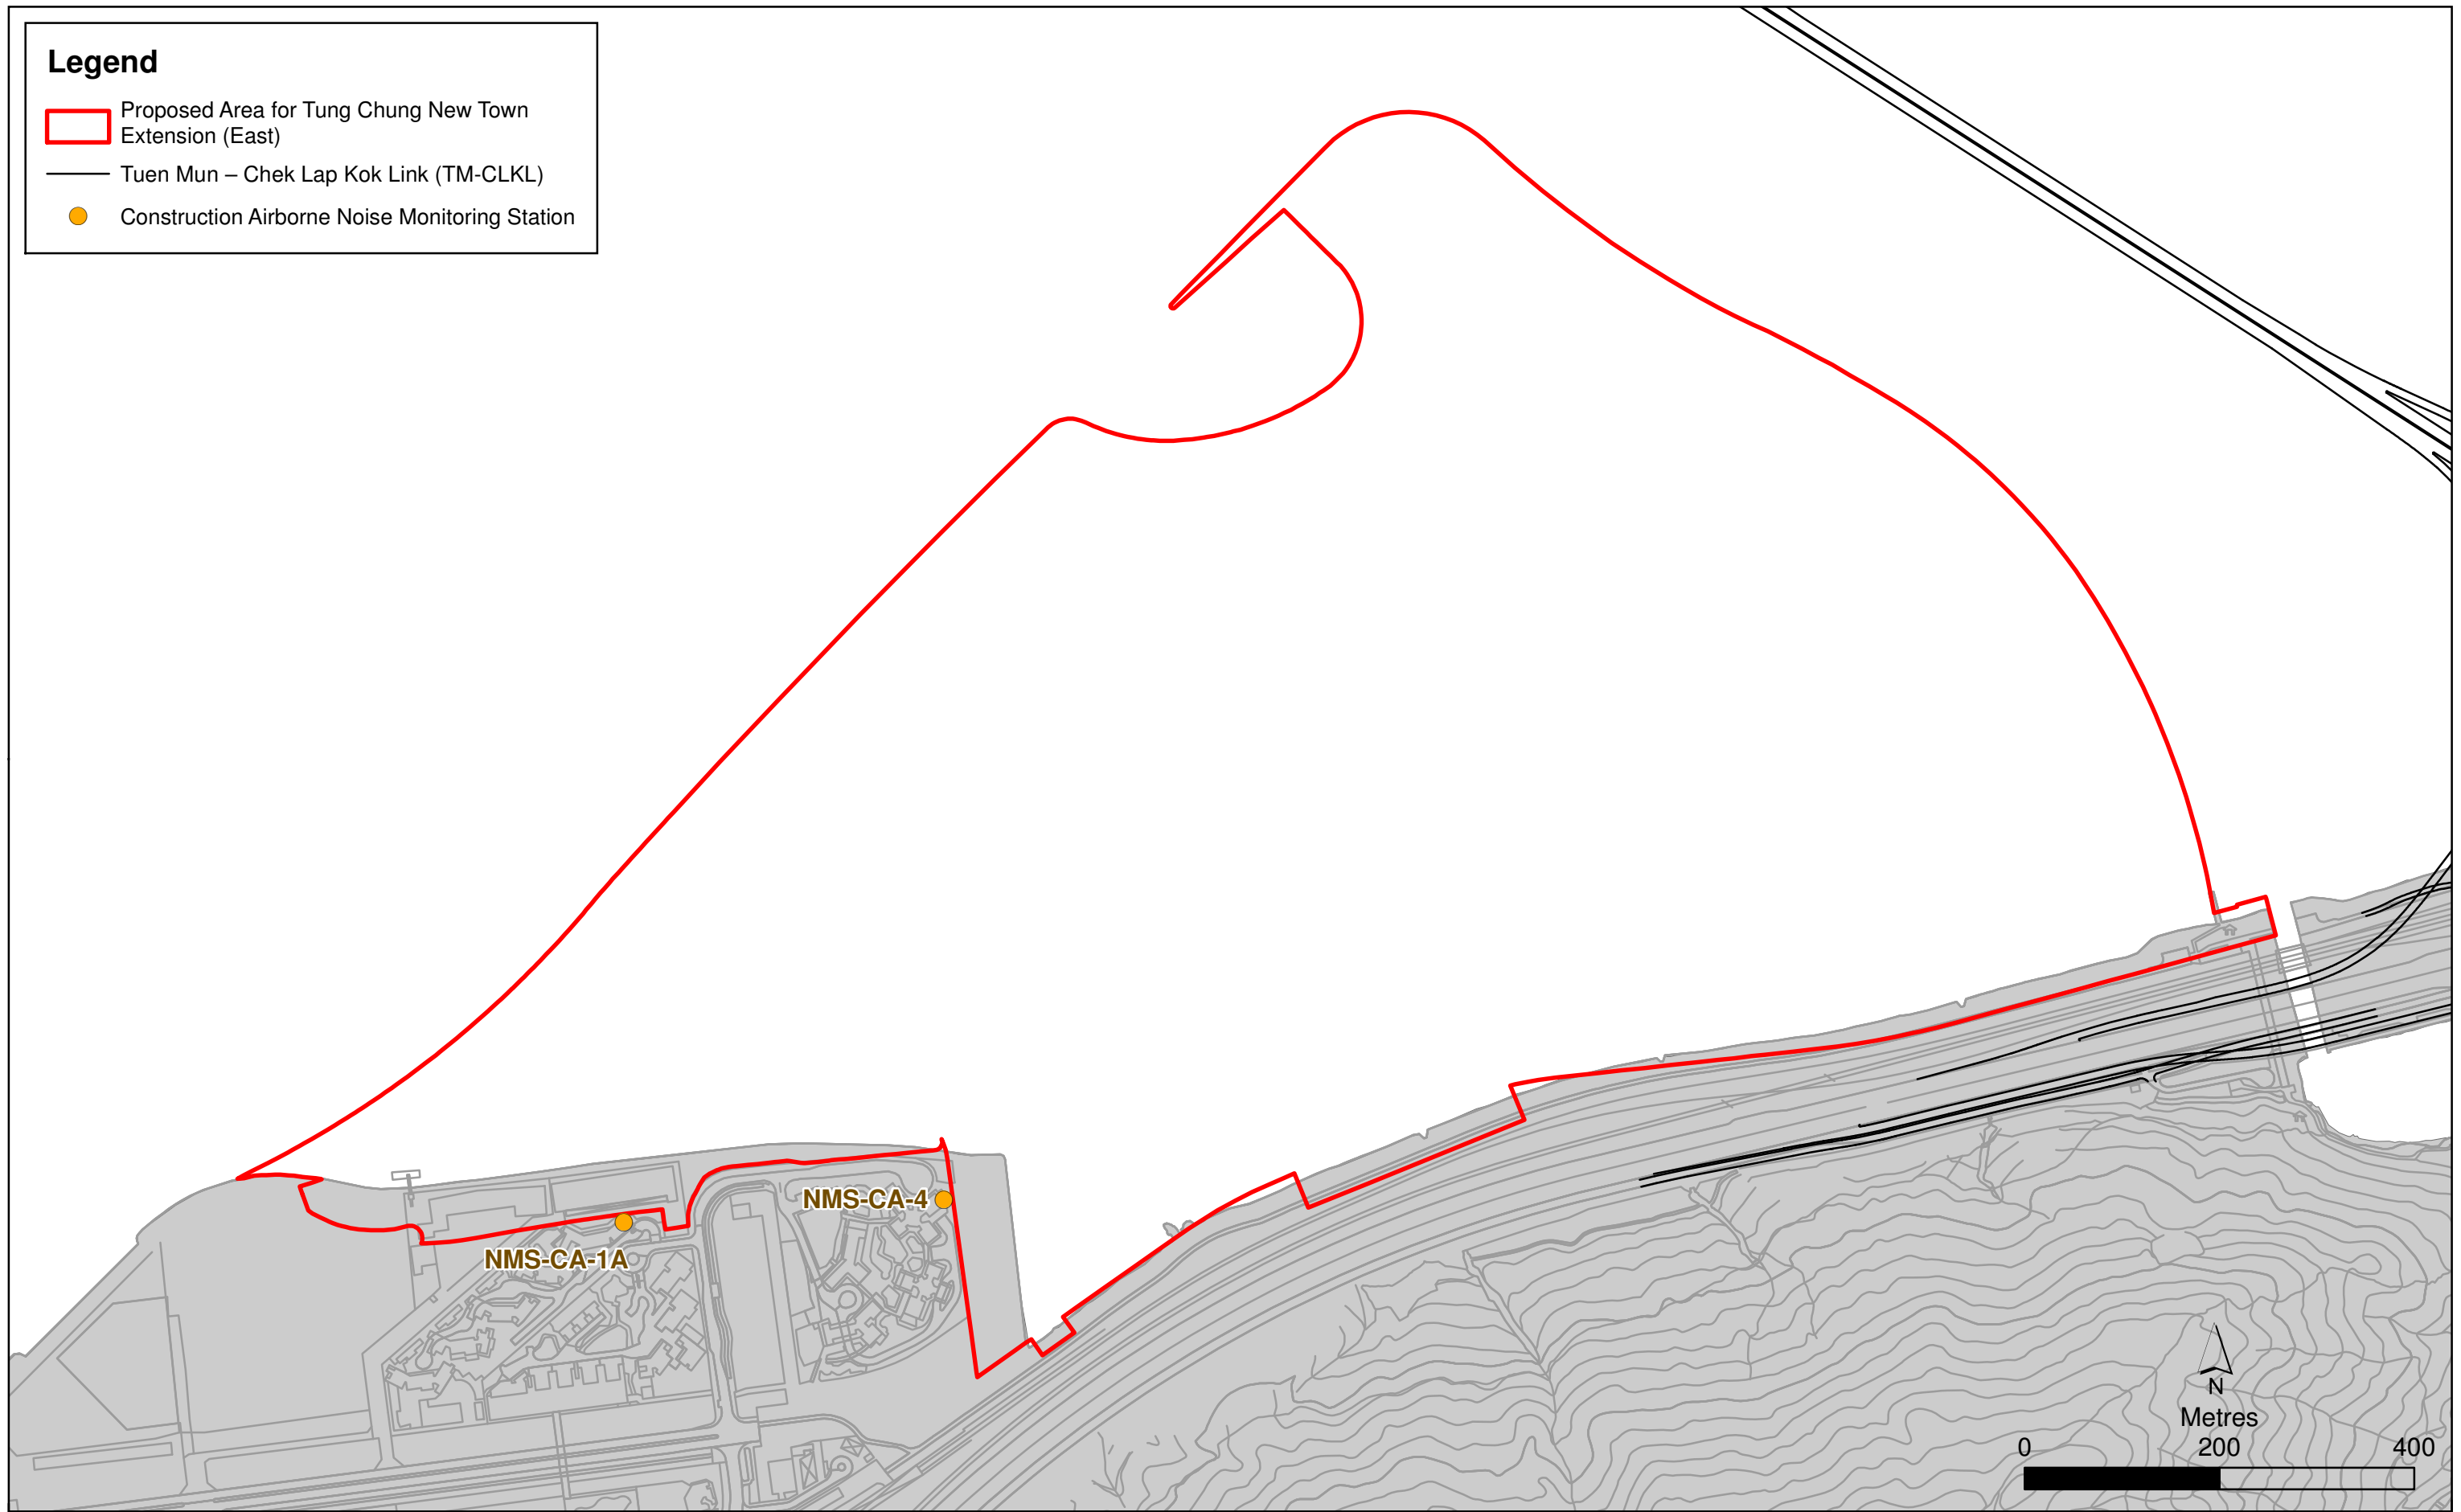 Legend
Proposed Area for Tung Chung New Town
Extension (East)
Tuen Mun – Chek Lap Kok Link (TM-CLKL)
Construction Airborne Noise Monitoring Station
NMS-CA-4
NMS-CA-1A
N
Metres
0 200 400